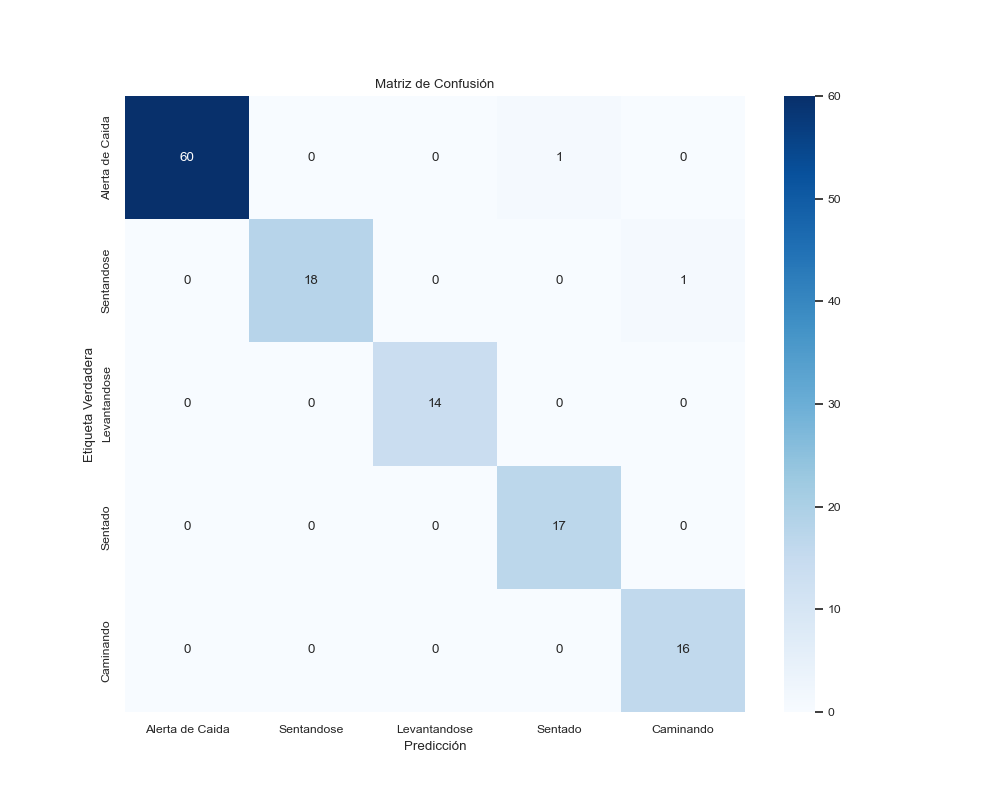 Matriz de Confusión
Etiqueta Verdadera
Alerta de Caida
60 0 0 1 0
Sentandose
0 18 0 0 1
Levantandose
0 0 14 0 0
Sentado
0 0 0 17 0
Caminando
0 0 0 0 16
Alerta de Caida Sentandose Levantandose Sentado Caminando
Predicción
60
50
40
30
20
10
0